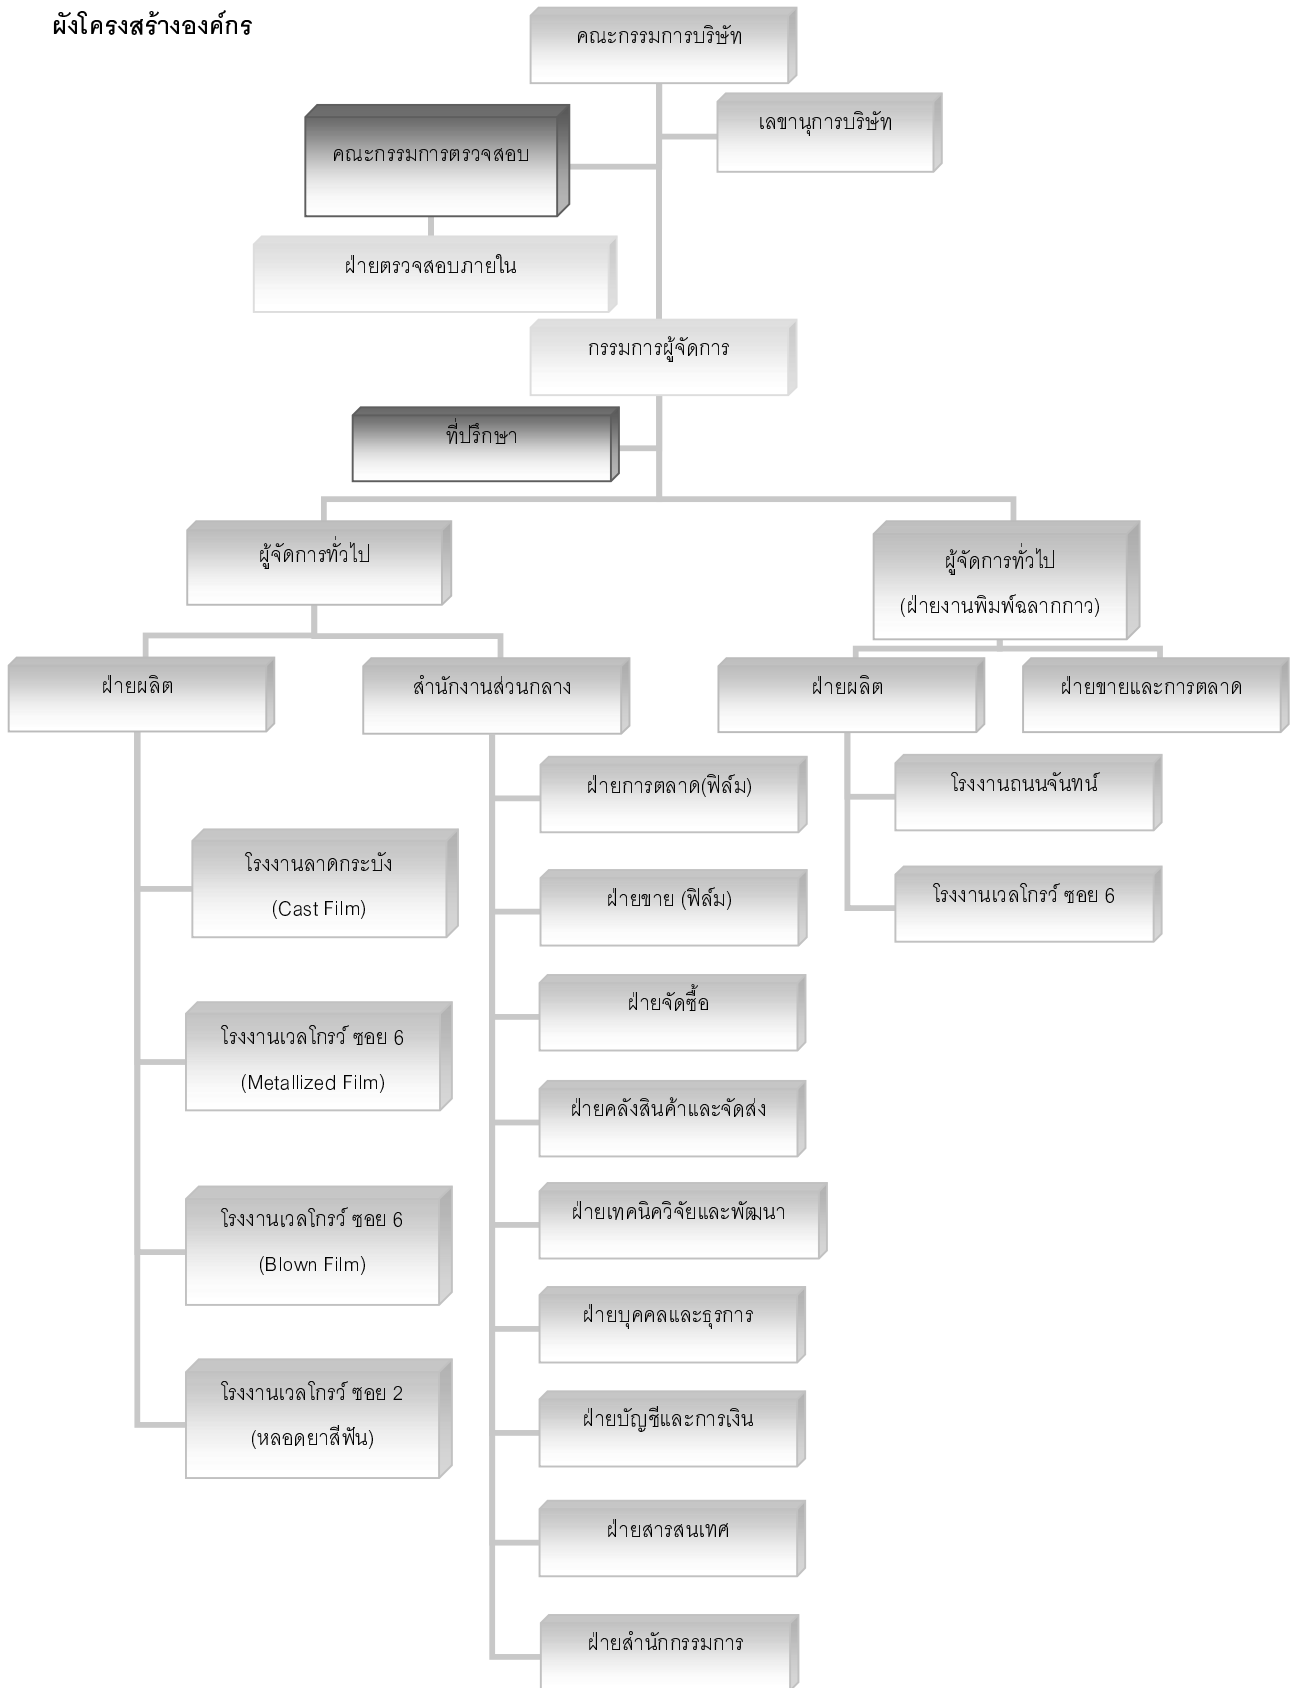 ผังโครงสร้างองค์กร
คณะกรรมการบริษัท
เลขานุการบริษัท
คณะกรรมการตรวจสอบ
ฝ่ายตรวจสอบภายใน
กรรมการผู้จัดการ
ที่ปรึกษา
ผู้จัดการทั่วไป
ผู้จัดการทั่วไป
(ฝ่ายงานพิมพ์ฉลากกาว)
ฝ่ายผลิต
สำนักงานส่วนกลาง
ฝ่ายผลิต
ฝ่ายขายและการตลาด
โรงงานลาดกระบัง
(Cast Film)
โรงงานเวลโกรว์ ซอย 6
(Metallized Film)
โรงงานเวลโกรว์ ซอย 6
(Blown Film)
โรงงานเวลโกรว์ ซอย 2
(หลอดยาสีฟัน)
ฝ่ายการตลาด(ฟิล์ม)
ฝ่ายขาย (ฟิล์ม)
ฝ่ายจัดซื้อ
ฝ่ายคลังสินค้าและจัดส่ง
ฝ่ายเทคนิควิจัยและพัฒนา
ฝ่ายบุคคลและธุรการ
ฝ่ายบัญชีและการเงิน
ฝ่ายสารสนเทศ
ฝ่ายสำนักกรรมการ
โรงงานถนนจันทน์
โรงงานเวลโกรว์ ซอย 6